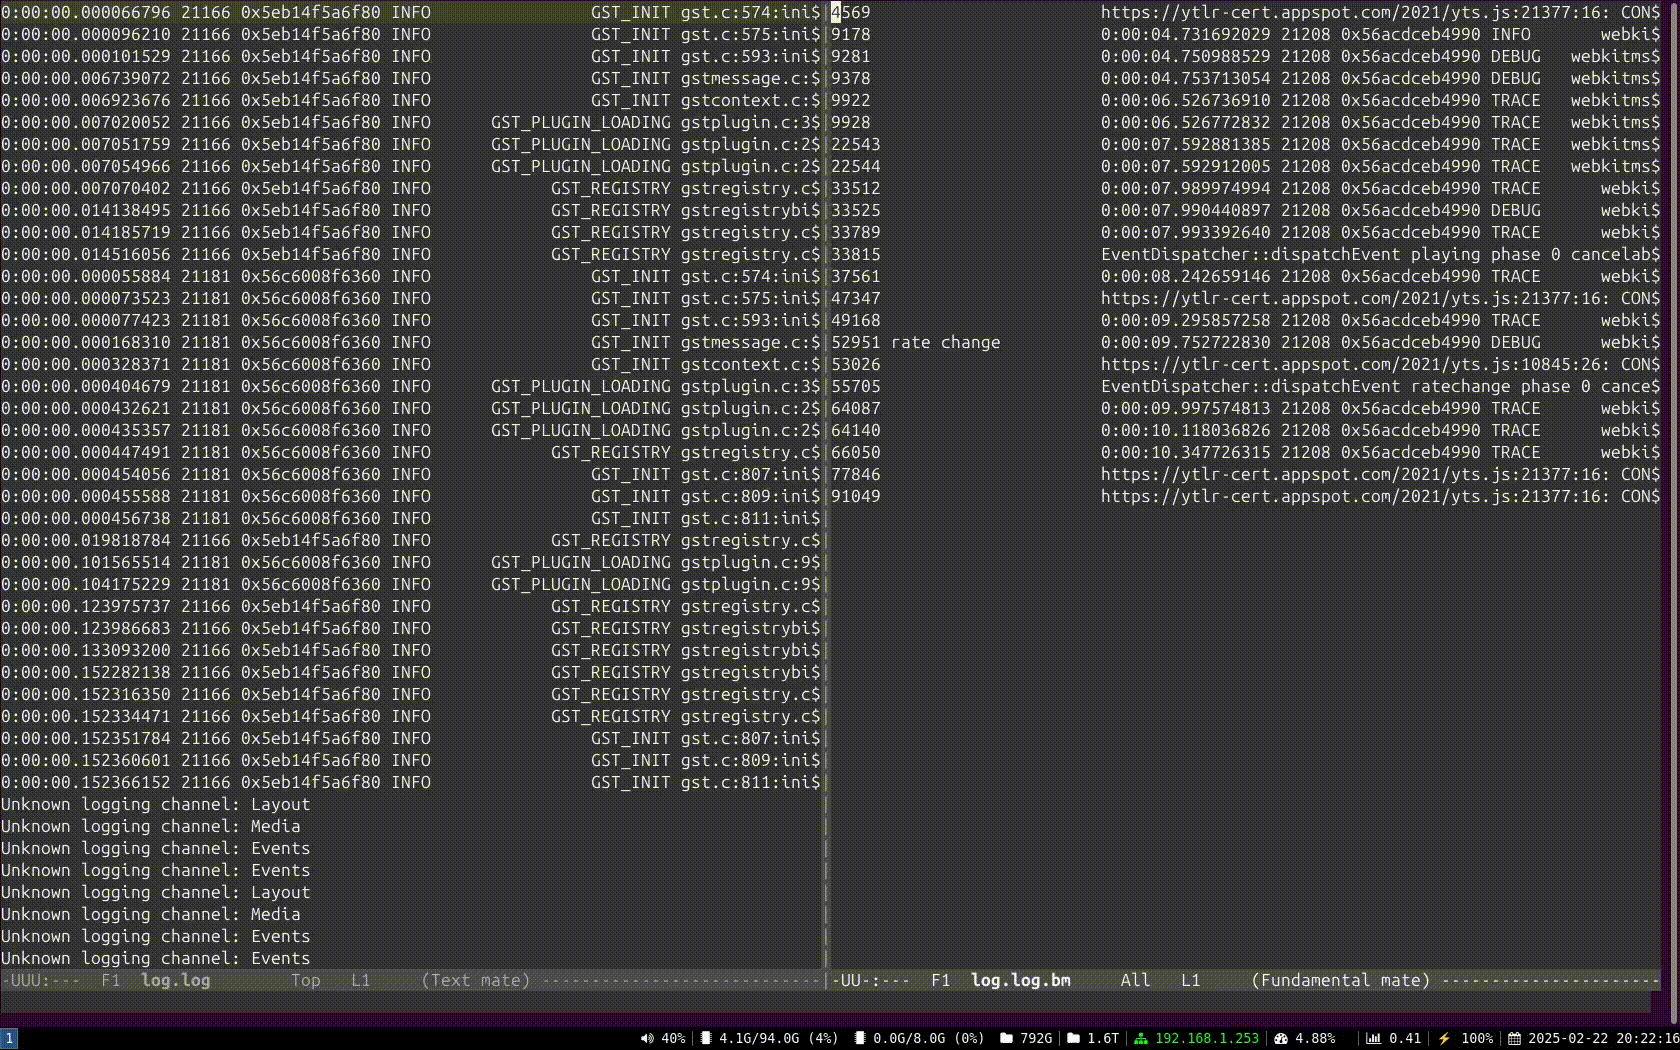 0:00:00.000066796 21166 0x5eb14f5a6f80 INFO                GST_INIT gst.c:574:ini$
0:00:00.000096210 21166 0x5eb14f5a6f80 INFO                GST_INIT gst.c:575:ini$
0:00:00.000101529 21166 0x5eb14f5a6f80 INFO                GST_INIT gst.c:593:ini$
0:00:00.006739072 21166 0x5eb14f5a6f80 INFO                GST_INIT gstmessage.c:$
0:00:00.006923676 21166 0x5eb14f5a6f80 INFO                GST_INIT gstcontext.c:$
0:00:00.007020052 21166 0x5eb14f5a6f80 INFO      GST_PLUGIN_LOADING gstplugin.c:3$
0:00:00.007051759 21166 0x5eb14f5a6f80 INFO      GST_PLUGIN_LOADING gstplugin.c:2$
0:00:00.007054966 21166 0x5eb14f5a6f80 INFO      GST_PLUGIN_LOADING gstplugin.c:2$
0:00:00.007070402 21166 0x5eb14f5a6f80 INFO            GST_REGISTRY gstregistry.c$
0:00:00.014138495 21166 0x5eb14f5a6f80 INFO            GST_REGISTRY gstregistrybi$
0:00:00.014185719 21166 0x5eb14f5a6f80 INFO            GST_REGISTRY gstregistry.c$
0:00:00.014516056 21166 0x5eb14f5a6f80 INFO            GST_REGISTRY gstregistry.c$
0:00:00.000055884 21181 0x56c6008f6360 INFO                GST_INIT gst.c:574:ini$
0:00:00.000073523 21181 0x56c6008f6360 INFO                GST_INIT gst.c:575:ini$
0:00:00.000077423 21181 0x56c6008f6360 INFO                GST_INIT gst.c:593:ini$
0:00:00.000168310 21181 0x56c6008f6360 INFO                GST_INIT gstmessage.c:$
0:00:00.000328371 21181 0x56c6008f6360 INFO                GST_INIT gstcontext.c:$
0:00:00.000404679 21181 0x56c6008f6360 INFO      GST_PLUGIN_LOADING gstplugin.c:3$
0:00:00.000432621 21181 0x56c6008f6360 INFO      GST_PLUGIN_LOADING gstplugin.c:2$
0:00:00.000435357 21181 0x56c6008f6360 INFO      GST_PLUGIN_LOADING gstplugin.c:2$
0:00:00.000447491 21181 0x56c6008f6360 INFO            GST_REGISTRY gstregistry.c$
0:00:00.000454056 21181 0x56c6008f6360 INFO                GST_INIT gst.c:807:ini$
0:00:00.000455588 21181 0x56c6008f6360 INFO                GST_INIT gst.c:809:ini$
0:00:00.000456738 21181 0x56c6008f6360 INFO                GST_INIT gst.c:811:ini$
0:00:00.019818784 21181 0x56c6008f6360 INFO            GST_REGISTRY gstregistry.c$
0:00:00.101565514 21181 0x56c6008f6360 INFO      GST_PLUGIN_LOADING gstplugin.c:9$
0:00:00.104175229 21181 0x56c6008f6360 INFO      GST_PLUGIN_LOADING gstplugin.c:9$
0:00:00.123975737 21166 0x5eb14f5a6f80 INFO            GST_REGISTRY gstregistry.c$
0:00:00.123986683 21166 0x5eb14f5a6f80 INFO            GST_REGISTRY gstregistrybi$
0:00:00.133093200 21166 0x5eb14f5a6f80 INFO            GST_REGISTRY gstregistrybi$
0:00:00.152282138 21166 0x5eb14f5a6f80 INFO            GST_REGISTRY gstregistrybi$
0:00:00.152316350 21166 0x5eb14f5a6f80 INFO            GST_REGISTRY gstregistry.c$
0:00:00.152334471 21166 0x5eb14f5a6f80 INFO            GST_REGISTRY gstregistry.c$
0:00:00.152351784 21166 0x5eb14f5a6f80 INFO                GST_INIT gst.c:807:ini$
0:00:00.152360601 21166 0x5eb14f5a6f80 INFO                GST_INIT gst.c:809:ini$
0:00:00.152366152 21166 0x5eb14f5a6f80 INFO                GST_INIT gst.c:811:ini$
Unknown logging channel: Layout
Unknown logging channel: Media
Unknown logging channel: Events
Unknown logging channel: Events
Unknown logging channel: Layout
Unknown logging channel: Media
Unknown logging channel: Events
Unknown logging channel: Events
-UUU:---  F1  log.log        Top   L1     (Text mate) ----------------------------
4569                       https://ytlr-cert.appspot.com/2021/yts.js:21377:16: CON$
9178                       0:00:04.731692029 21208 0x56acdceb4990 INFO       webki$
9281                       0:00:04.750988529 21208 0x56acdceb4990 DEBUG   webkitms$
9378                       0:00:04.753713054 21208 0x56acdceb4990 DEBUG   webkitms$
9922                       0:00:06.526736910 21208 0x56acdceb4990 TRACE   webkitms$
9928                       0:00:06.526772832 21208 0x56acdceb4990 TRACE   webkitms$
22543                      0:00:07.592881385 21208 0x56acdceb4990 TRACE   webkitms$
22544                      0:00:07.592912005 21208 0x56acdceb4990 TRACE   webkitms$
33512                      0:00:07.989974994 21208 0x56acdceb4990 TRACE      webki$
33525                      0:00:07.990440897 21208 0x56acdceb4990 DEBUG      webki$
33789                      0:00:07.993392640 21208 0x56acdceb4990 TRACE      webki$
33815                      EventDispatcher::dispatchEvent playing phase 0 cancelab$
37561                      0:00:08.242659146 21208 0x56acdceb4990 TRACE      webki$
47347                      https://ytlr-cert.appspot.com/2021/yts.js:21377:16: CON$
49168                      0:00:09.295857258 21208 0x56acdceb4990 TRACE      webki$
52951 rate change          0:00:09.752722830 21208 0x56acdceb4990 DEBUG      webki$
53026                      https://ytlr-cert.appspot.com/2021/yts.js:10845:26: CON$
55705                      EventDispatcher::dispatchEvent ratechange phase 0 cance$
64087                      0:00:09.997574813 21208 0x56acdceb4990 TRACE      webki$
64140                      0:00:10.118036826 21208 0x56acdceb4990 TRACE      webki$
66050                      0:00:10.347726315 21208 0x56acdceb4990 TRACE      webki$
77846                      https://ytlr-cert.appspot.com/2021/yts.js:21377:16: CON$
91049                      https://ytlr-cert.appspot.com/2021/yts.js:21377:16: CON$
-UU-:---  F1  log.log.bm     All   L1     (Fundamental mate) ----------------------
1 40% 4.1G/94.0G (4%) 0.0G/8.0G (0%) 792G 1.6T 192.168.1.253 4.88% 0.41 100% 2025-02-22 20:22:16